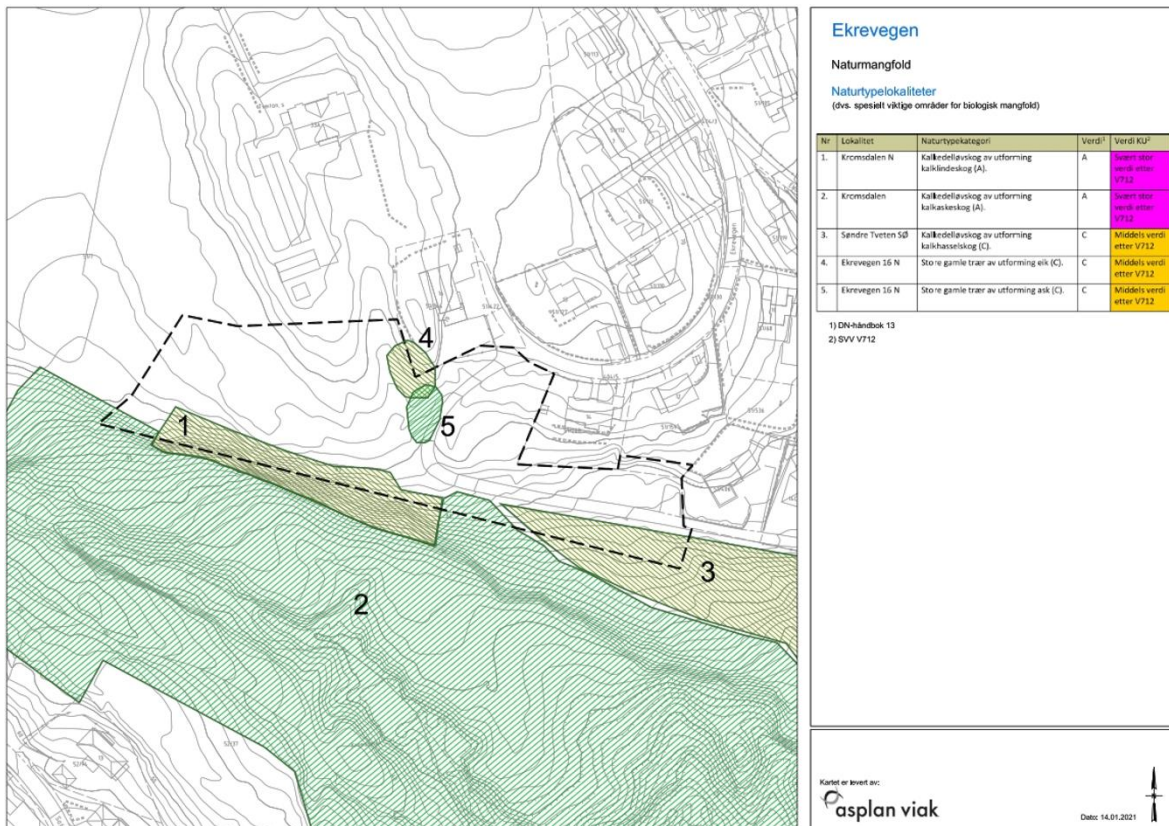 4
5
1
2
3
Ekrevegen
Ekrevegen
Naturmangfold
Naturtypelokaliteter
(dvs. spesielt viktige områder for biologisk mangfold)
Nr Lokalitet Naturtypekategori Verdi¹ Verdi KU²
1. Kromsdalen N Kalkedelløvskog av utforming A Svært stor
kalklindeskog (A). verdi etter
V712
2. Kromsdalen Kalkedelløvskog av utforming A Svært stor
kalkaskeskog (A). verdi etter
V712
3. Søndre Tveten SØ Kalkedelløvskog av utforming C Middels verdi
kalkhasselskog (C). etter V712
4. Ekrevegen 16 N Store gamle trær av utforming eik (C). C Middels verdi
etter V712
5. Ekrevegen 16 N Store gamle trær av utforming ask (C). C Middels verdi
etter V712
1) DN-håndbok 13
2) SVV V712
Kartet er levert av:
asplan viak
Dato: 14.01.2021